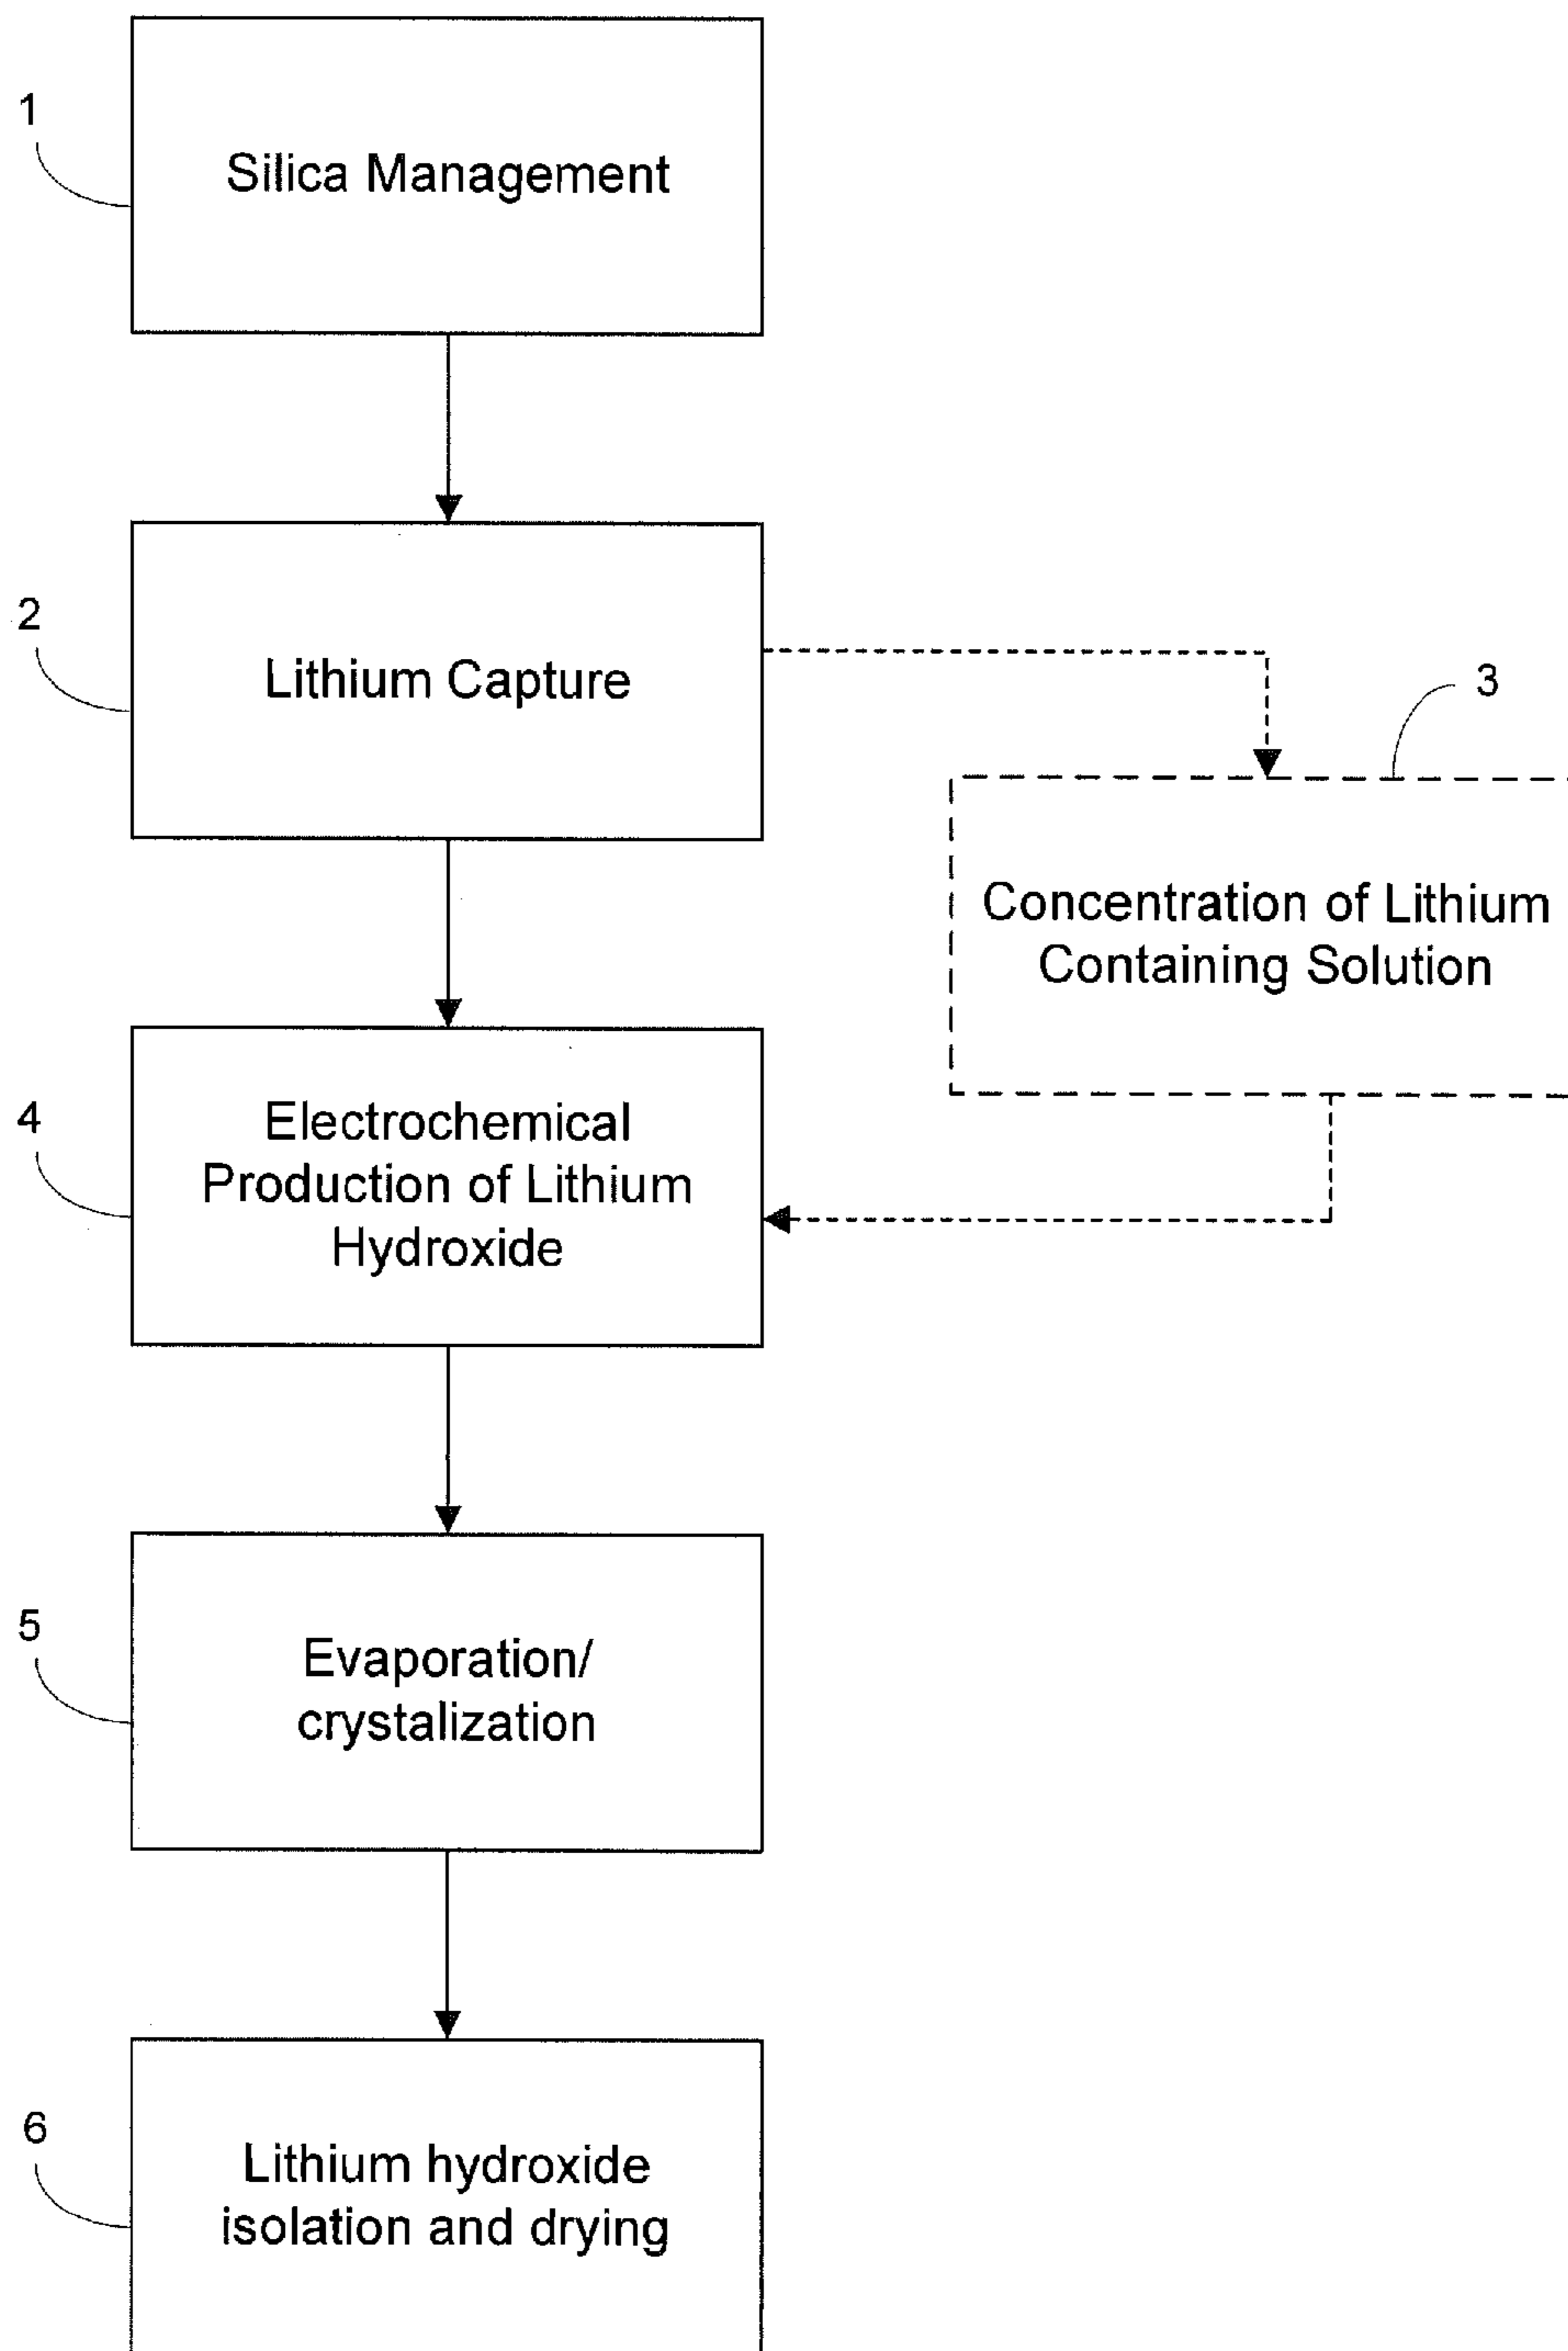 1
Silica Management
2
Lithium Capture
3
Concentration of Lithium
Containing Solution
4
Electrochemical
Production of Lithium
Hydroxide
5
Evaporation/
crystalization
6
Lithium hydroxide
isolation and drying